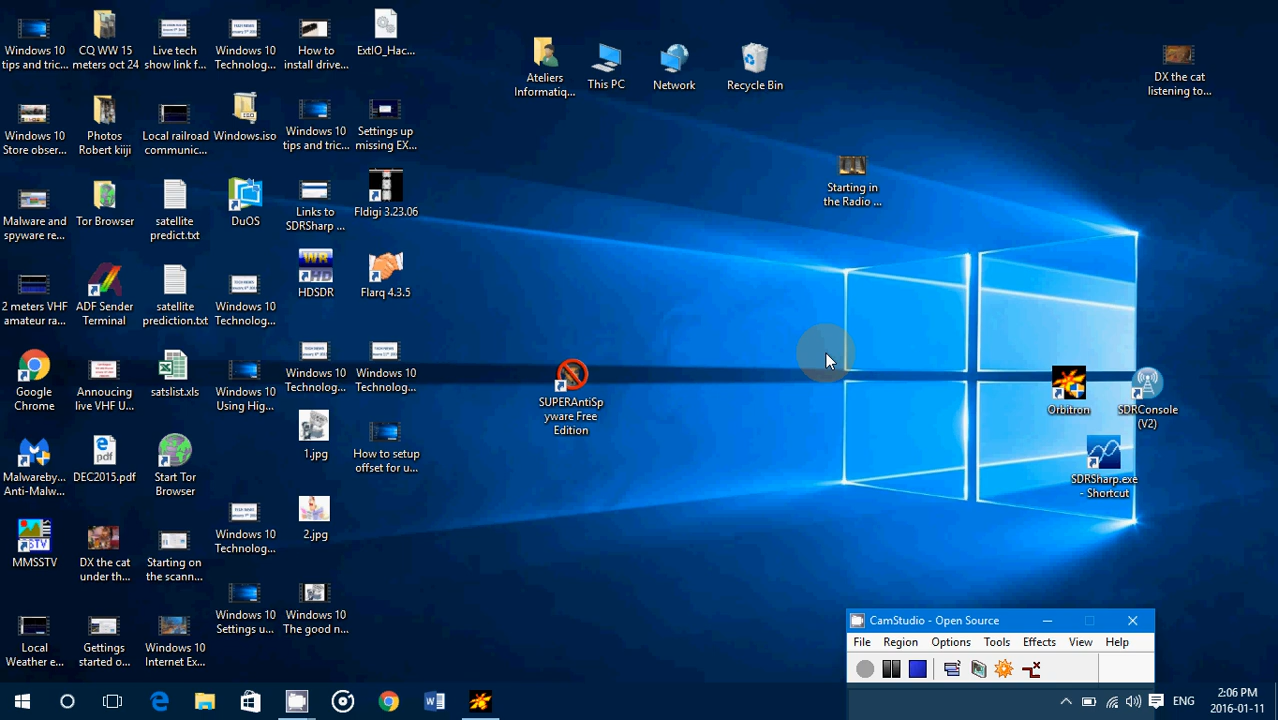 Windows 10
tips and tric...
CQ WW 15
meters oct 24
Live tech
show link f...
Windows 10
Technolog...
How to
install drive...
ExtIO_Hac...
Ateliers
Informatiq...
This PC
Network
Recycle Bin
DX the cat
listening to...
Windows 10
Store obser...
Photos
Robert kiiji
Local railroad
communic...
Windows.iso
Windows 10
tips and tric...
Settings up
missing EX...
Starting in
the Radio ...
Malware and
spyware re...
Tor Browser
satellite
predict.txt
DuOS
Links to
SDRSharp ...
Fldigi 3.23.06
2 meters VHF
amateur ra...
ADF Sender
Terminal
satellite
prediction.txt
Windows 10
Technolog...
WR
HD
HDSDR
Flarq 4.3.5
Google
Chrome
Annoucing
live VHF U...
satslist.xls
Windows 10
Using Hig...
Windows 10
Technolog...
Windows 10
Technolog...
SUPERAntiSp
yware Free
Edition
Orbitron
SDRConsole
(V2)
Malwareby...
Anti-Malw...
pdf
DEC2015.pdf
Start Tor
Browser
1.jpg
How to setup
offset for u...
SDRSharp.exe
- Shortcut
MMSSTV
DX the cat
under th...
Starting on
the scann...
Windows 10
Technolog...
2.jpg
Local
Weather e...
Gettings
started o...
Windows 10
Internet Ex...
Windows 10
Settings u...
Windows 10
The good n...
CamStudio - Open Source
File Region Options Tools Effects View Help
ENG
2:06 PM
2016-01-11